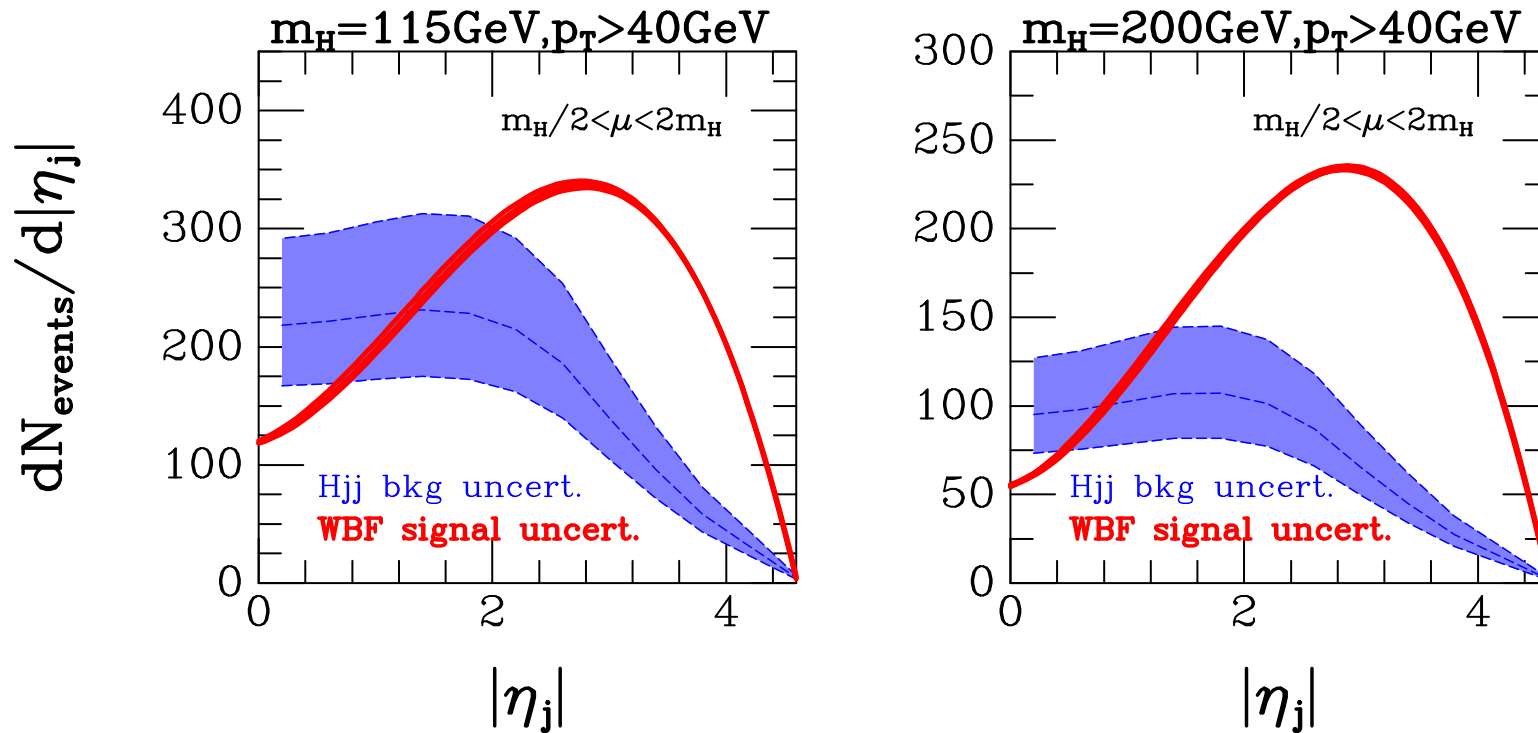 m_H=115GeV,p_T>40GeV
dN_events/d|η_j|
400
300
200
100
0
m_H/2<μ<2m_H
Hjj bkg uncert.
WBF signal uncert.
0 2 4
|η_j|
m_H=200GeV,p_T>40GeV
300
250
200
150
100
50
0
m_H/2<μ<2m_H
Hjj bkg uncert.
WBF signal uncert.
0 2 4
|η_j|